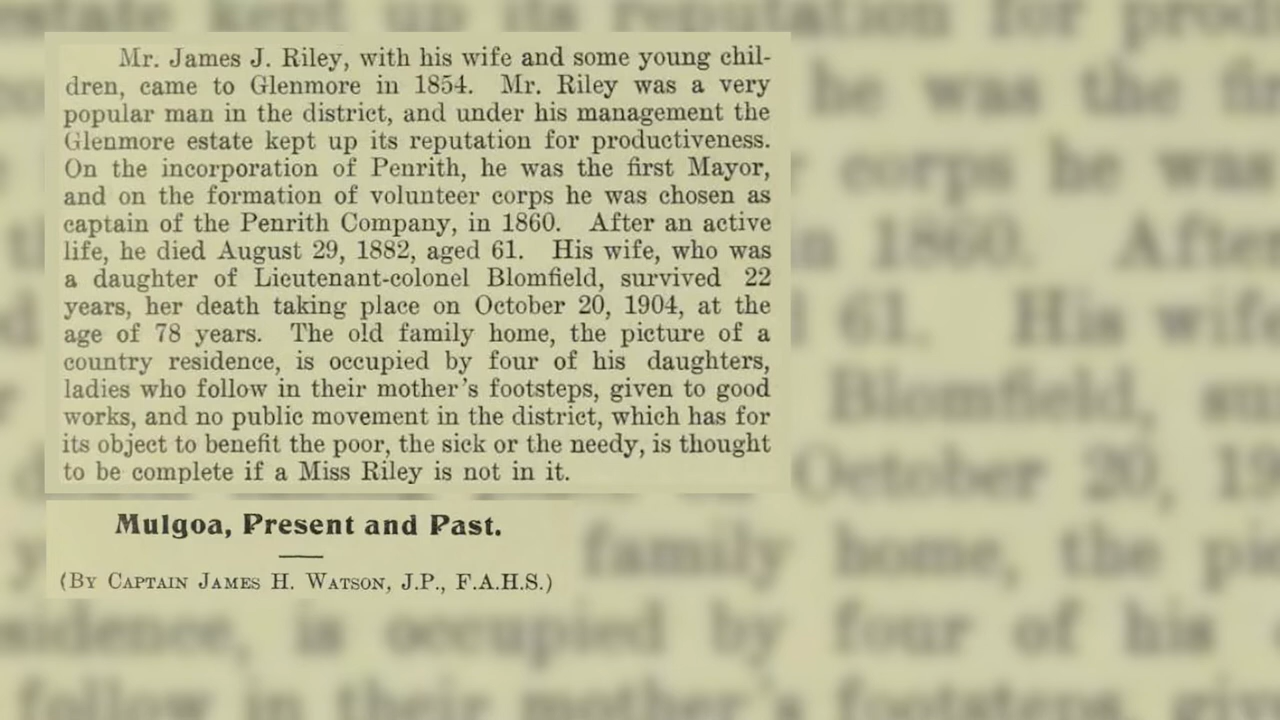 Mr. James J. Riley, with his wife and some young chil-
dren, came to Glenmore in 1854. Mr. Riley was a very
popular man in the district, and under his management the
Glenmore estate kept up its reputation for productiveness.
On the incorporation of Penrith, he was the first Mayor,
and on the formation of volunteer corps he was chosen as
captain of the Penrith Company, in 1860. After an active
life, he died August 29, 1882, aged 61. His wife, who was
a daughter of Lieutenant-colonel Blomfield, survived 22
years, her death taking place on October 20, 1904, at the
age of 78 years. The old family home, the picture of a
country residence, is occupied by four of his daughters,
ladies who follow in their mother's footsteps, given to good
works, and no public movement in the district, which has for
its object to benefit the poor, the sick or the needy, is thought
to be complete if a Miss Riley is not in it.
Mulgoa, Present and Past.
(By Captain James H. Watson, J.P., F.A.H.S.)